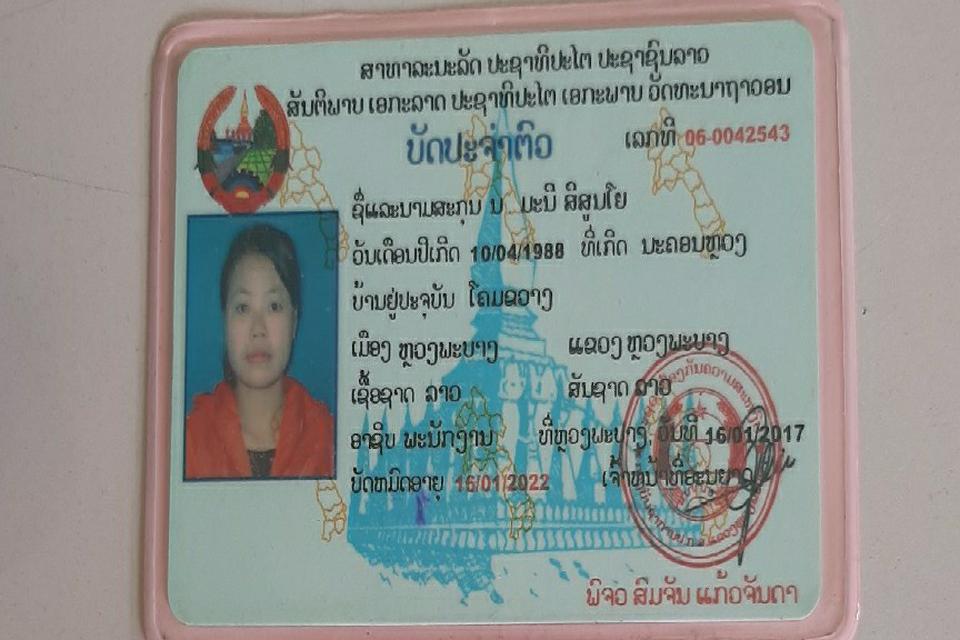 ສາທາລະນະລັດ ປະຊາທິປະໄຕ ປະຊາຊົນລາວ
ສັນຕິພາບ ເອກະລາດ ປະຊາທິປະໄຕ ເອກະພາບ ວັດທະນາຖາວອນ
ບັດປະຈຳຕົວ ເລກທີ 06-0042543
ຊື່ແລະນາມສະກຸນ ນ ມະນີ ສີສູນໂຍ
ວັນເດືອນປີເກີດ 10/04/1988 ທີ່ເກີດ ນະຄອນຫຼວງ
ບ້ານຢູ່ປະຈຸບັນ ໂຄມຂວາງ
ເມືອງ ຫຼວງພະບາງ ແຂວງ ຫຼວງພະບາງ
ເຊື້ອຊາດ ລາວ ສັນຊາດ ລາວ
ອາຊີບ ພະນັກງານ ທີ່ຫຼວງພະບາງ, ວັນທີ 16/01/2017
ບັດຫມົດອາຍຸ 16/01/2022 ເຈົ້າຫນ້າທີ່ອະນຸຍາດ
ພິຈອ ສົມຈັນ ແກ້ວຈັນດາ